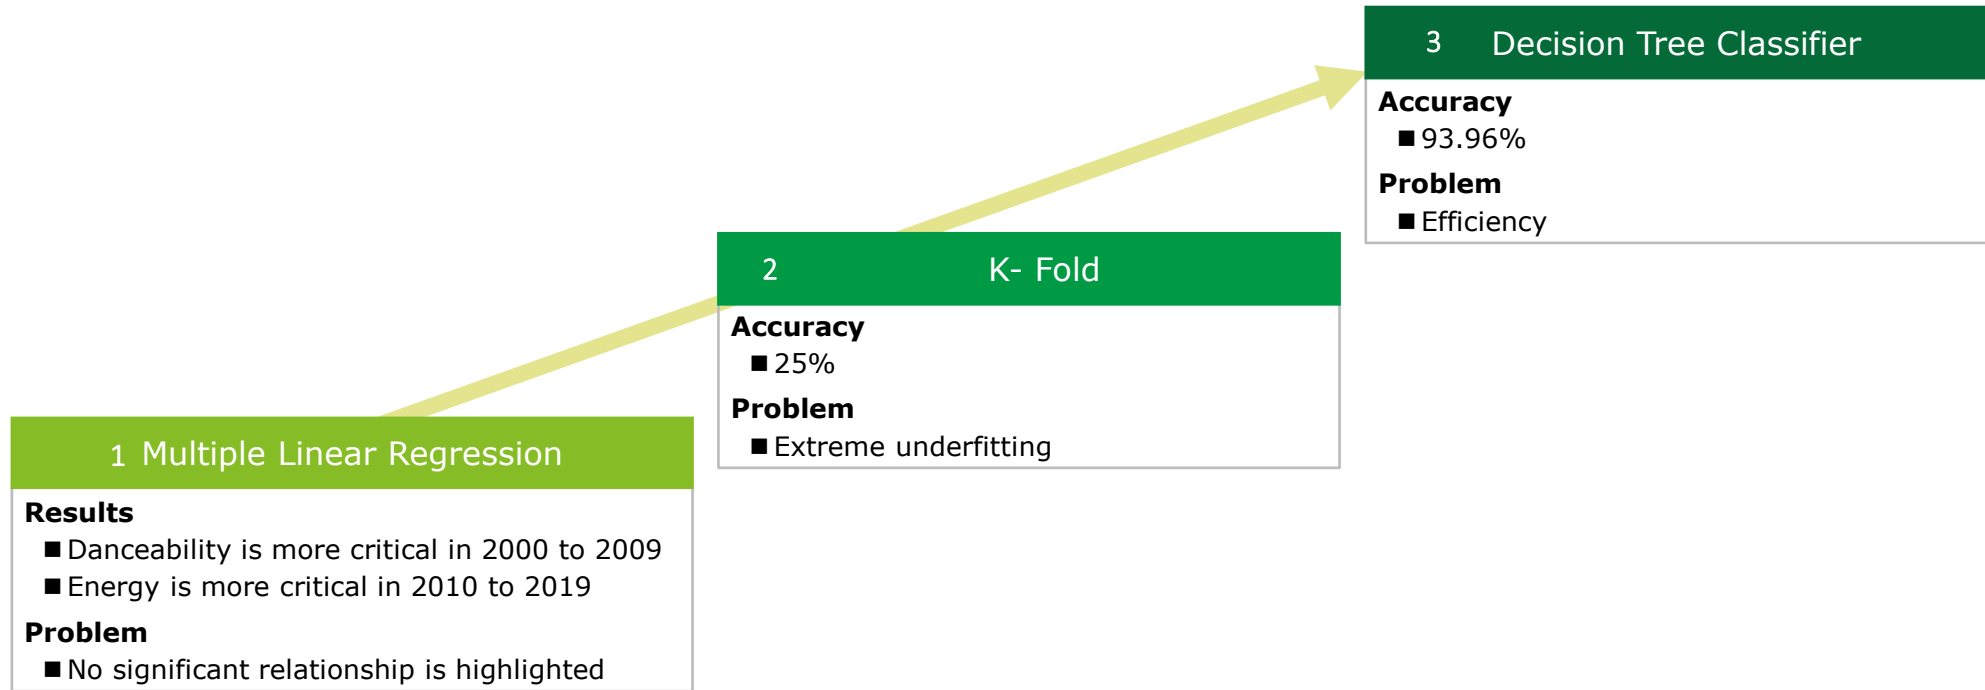 1 Multiple Linear Regression
Results
■ Danceability is more critical in 2000 to 2009
■ Energy is more critical in 2010 to 2019
Problem
■ No significant relationship is highlighted
2 K- Fold
Accuracy
■ 25%
Problem
■ Extreme underfitting
3 Decision Tree Classifier
Accuracy
■ 93.96%
Problem
■ Efficiency